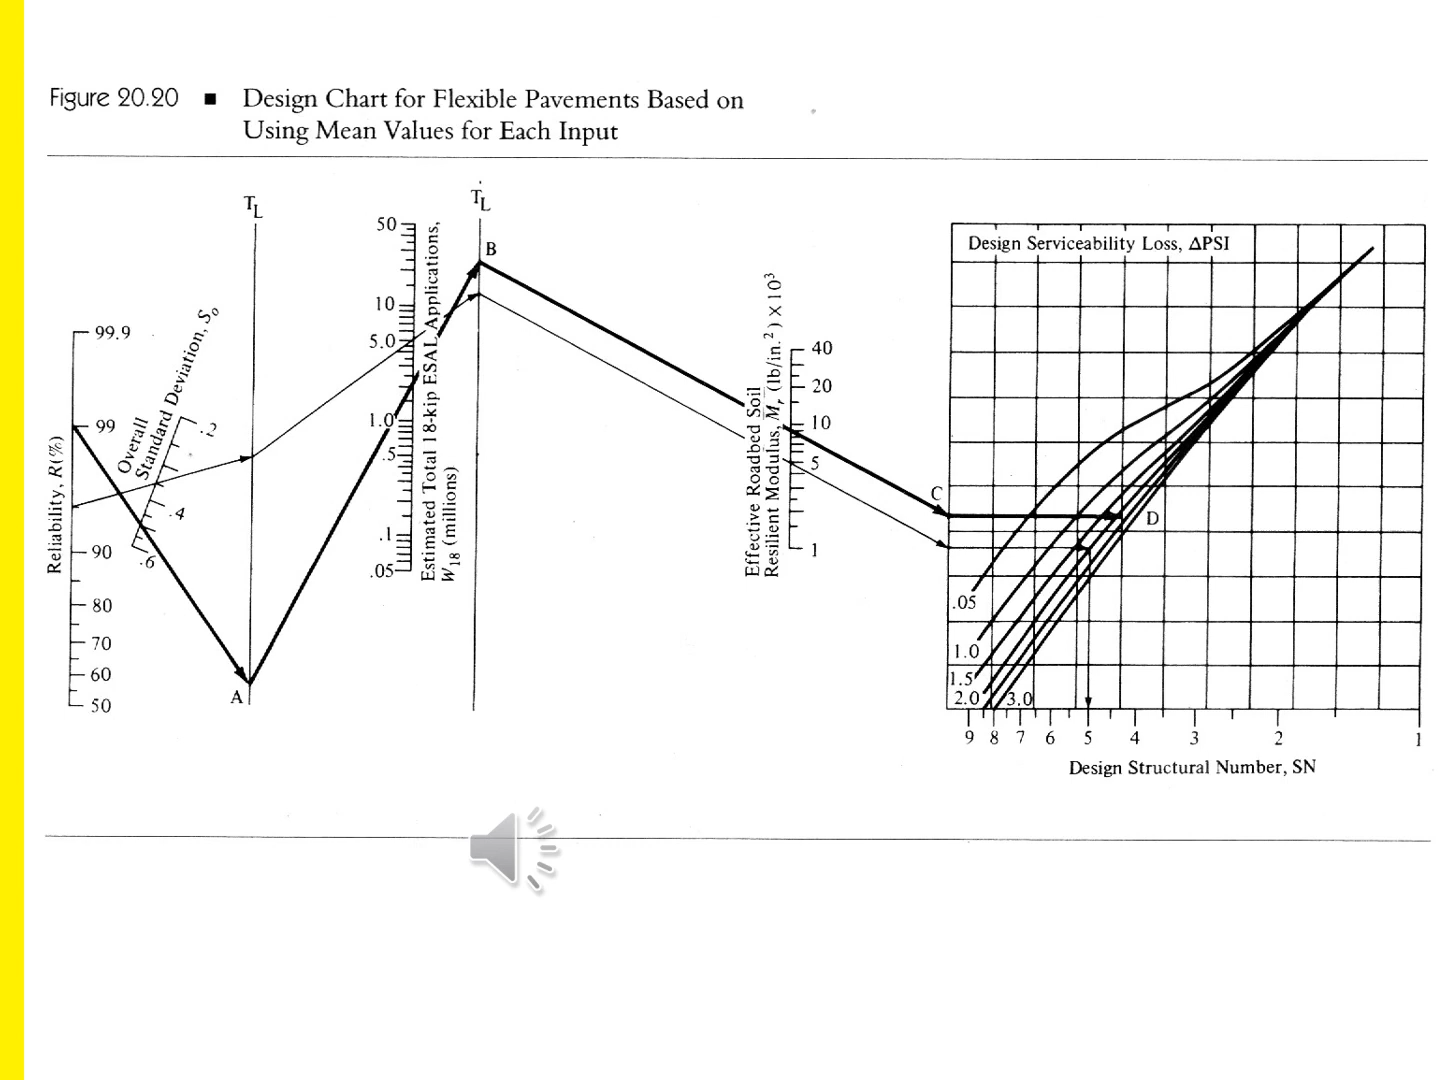 Figure 20.20 ■ Design Chart for Flexible Pavements Based on
Using Mean Values for Each Input
T_L
T_L
Reliability, R(%)
99.9
99
90
80
70
60
50
Overall
Standard Deviation, S_o
.2
.4
.6
A
50
10
5.0
1.0
.5
.1
.05
Estimated Total 18-kip ESAL Applications,
W_18 (millions)
B
Effective Roadbed Soil
Resilient Modulus, M_r (lb/in.²) × 10³
40
20
10
5
1
C
Design Serviceability Loss, ΔPSI
D
.05
1.0
1.5
2.0
3.0
9 8 7 6 5 4 3 2 1
Design Structural Number, SN